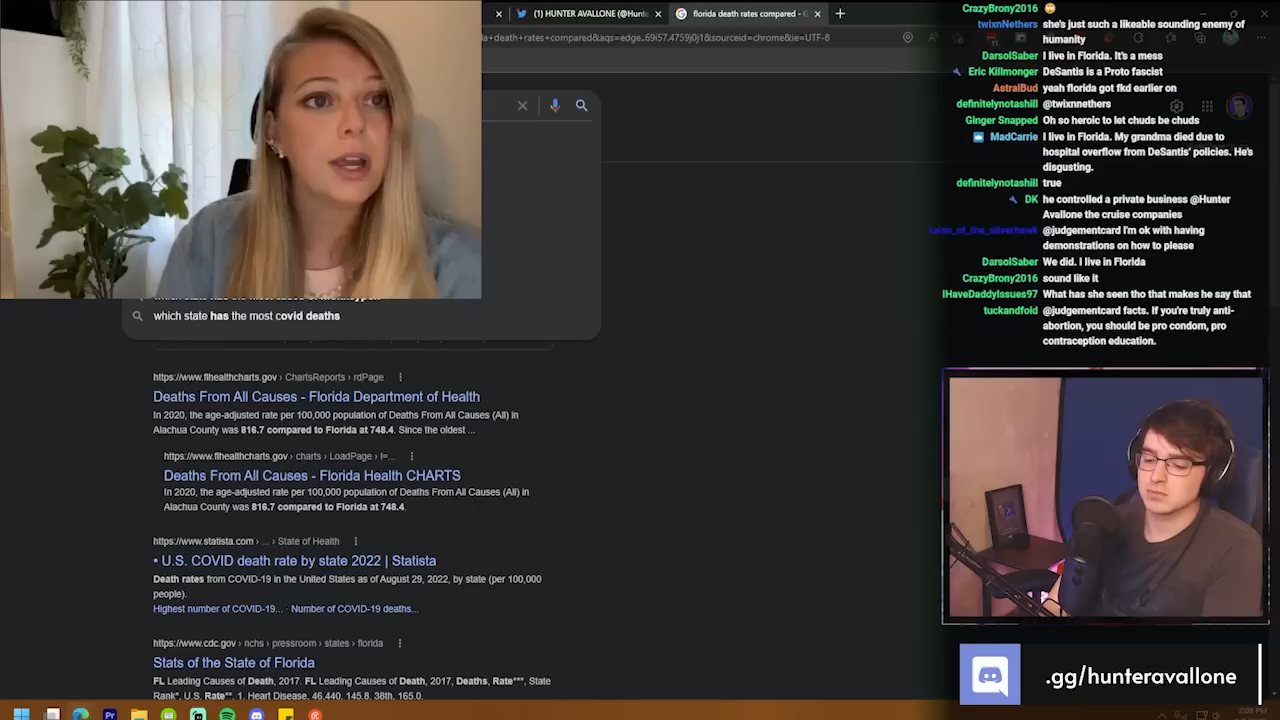 (1) HUNTER AVALLONE (@Hunt
florida death rates compared - G
death+rates+compared&aqs=edge..69i57.4759j0j1&sourceid=chrome&ie=UTF-8
which state has the most covid deaths
https://www.flhealthcharts.gov › ChartsReports › rdPage
Deaths From All Causes - Florida Department of Health
In 2020, the age-adjusted rate per 100,000 population of Deaths From All Causes (All) in
Alachua County was 816.7 compared to Florida at 748.4. Since the oldest ...
https://www.flhealthcharts.gov › charts › LoadPage › l=...
Deaths From All Causes - Florida Health CHARTS
In 2020, the age-adjusted rate per 100,000 population of Deaths From All Causes (All) in
Alachua County was 816.7 compared to Florida at 748.4.
https://www.statista.com › ... › State of Health
• U.S. COVID death rate by state 2022 | Statista
Death rates from COVID-19 in the United States as of August 29, 2022, by state (per 100,000
people).
Highest number of COVID-19... · Number of COVID-19 deaths...
https://www.cdc.gov › nchs › pressroom › states › florida
Stats of the State of Florida
FL Leading Causes of Death, 2017. FL Leading Causes of Death, 2017, Deaths, Rate***, State
Rank*, U.S. Rate**. 1. Heart Disease, 46,440, 145.8, 38th, 165.0.
CrazyBrony2016
twixnNethers she's just such a likeable sounding enemy of
humanity
DarsolSaber I live in Florida. It's a mess
Eric Killmonger DeSantis is a Proto fascist
AstralBud yeah florida got fkd earlier on
definitelynotashill @twixnnethers
Ginger Snapped Oh so heroic to let chuds be chuds
MadCarrie I live in Florida. My grandma died due to
hospital overflow from DeSantis' policies. He's
disgusting.
definitelynotashill true
DK he controlled a private business @Hunter
Avallone the cruise companies
@judgementcard I'm ok with having
demonstrations on how to please
DarsolSaber We did. I live in Florida
CrazyBrony2016 sound like it
IHaveDaddyIssues97 What has she seen tho that makes he say that
tuckandfold @judgementcard facts. If you're truly anti-
abortion, you should be pro condom, pro
contraception education.
.gg/hunteravallone
2:08 PM